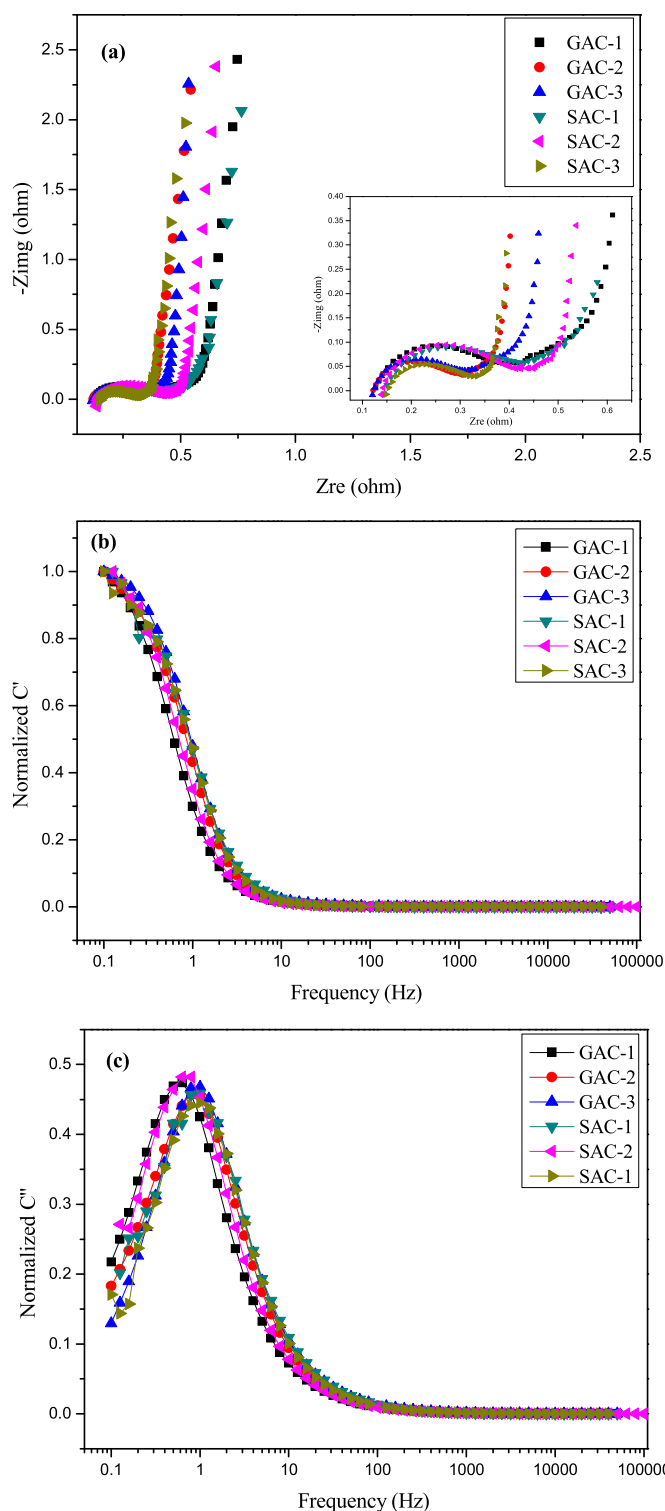 (a)
GAC-1
GAC-2
GAC-3
SAC-1
SAC-2
SAC-3
-Zimg (ohm)
2.5
2.0
1.5
1.0
0.5
0.0
0.5 1.0 1.5 2.0 2.5
Zre (ohm)
-Zimg (ohm)
0.40
0.35
0.30
0.25
0.20
0.15
0.10
0.05
0.00
0.1 0.2 0.3 0.4 0.5 0.6
Zre (ohm)
(b)
GAC-1
GAC-2
GAC-3
SAC-1
SAC-2
SAC-3
Normalized C'
1.0
0.8
0.6
0.4
0.2
0.0
0.1 1 10 100 1000 10000 100000
Frequency (Hz)
(c)
GAC-1
GAC-2
GAC-3
SAC-1
SAC-2
SAC-1
Normalized C"
0.5
0.4
0.3
0.2
0.1
0.0
0.1 1 10 100 1000 10000
Frequency (Hz)